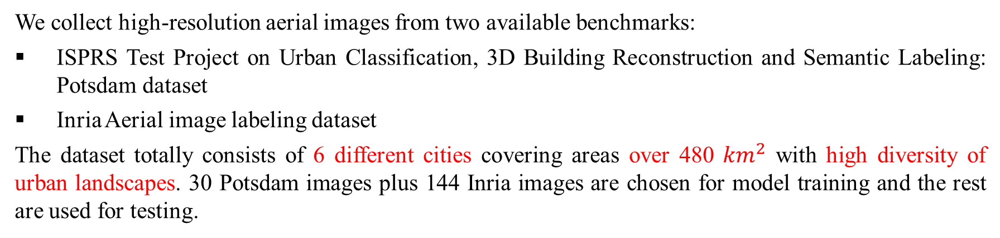 We collect high-resolution aerial images from two available benchmarks:
▪ ISPRS Test Project on Urban Classification, 3D Building Reconstruction and Semantic Labeling:
Potsdam dataset
▪ Inria Aerial image labeling dataset
The dataset totally consists of 6 different cities covering areas over 480 km² with high diversity of
urban landscapes. 30 Potsdam images plus 144 Inria images are chosen for model training and the rest
are used for testing.